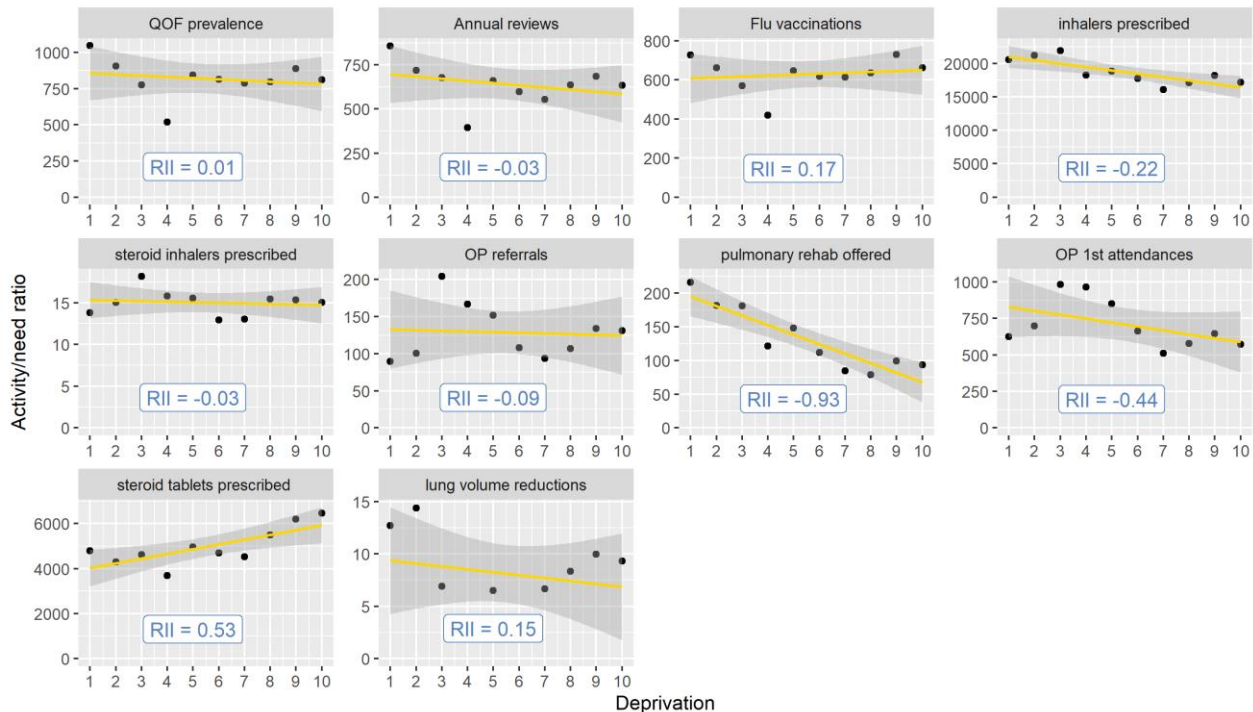 QOF prevalence
Annual reviews
Flu vaccinations
inhalers prescribed
1000
750
500
250
0
RII = 0.01
1 2 3 4 5 6 7 8 9 10
750
500
250
0
RII = -0.03
1 2 3 4 5 6 7 8 9 10
800
600
400
200
0
RII = 0.17
1 2 3 4 5 6 7 8 9 10
20000
15000
10000
5000
0
RII = -0.22
1 2 3 4 5 6 7 8 9 10
Activity/need ratio
steroid inhalers prescribed
OP referrals
pulmonary rehab offered
OP 1st attendances
15
10
5
0
RII = -0.03
1 2 3 4 5 6 7 8 9 10
200
150
100
50
0
RII = -0.09
1 2 3 4 5 6 7 8 9 10
200
150
100
50
0
RII = -0.93
1 2 3 4 5 6 7 8 9 10
1000
750
500
250
0
RII = -0.44
1 2 3 4 5 6 7 8 9 10
steroid tablets prescribed
lung volume reductions
6000
4000
2000
0
RII = 0.53
1 2 3 4 5 6 7 8 9 10
15
10
5
0
RII = 0.15
1 2 3 4 5 6 7 8 9 10
Deprivation